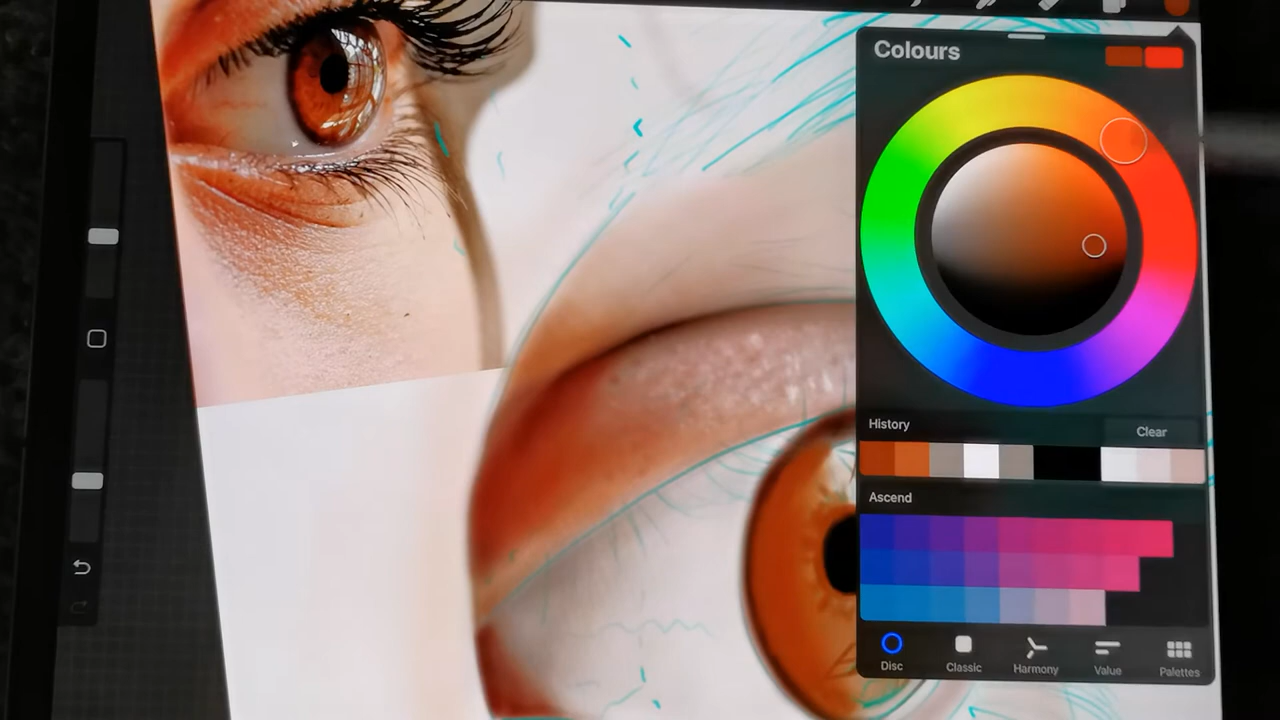 Colours
History
Clear
Ascend
Disc
Classic
Harmony
Value
Palettes